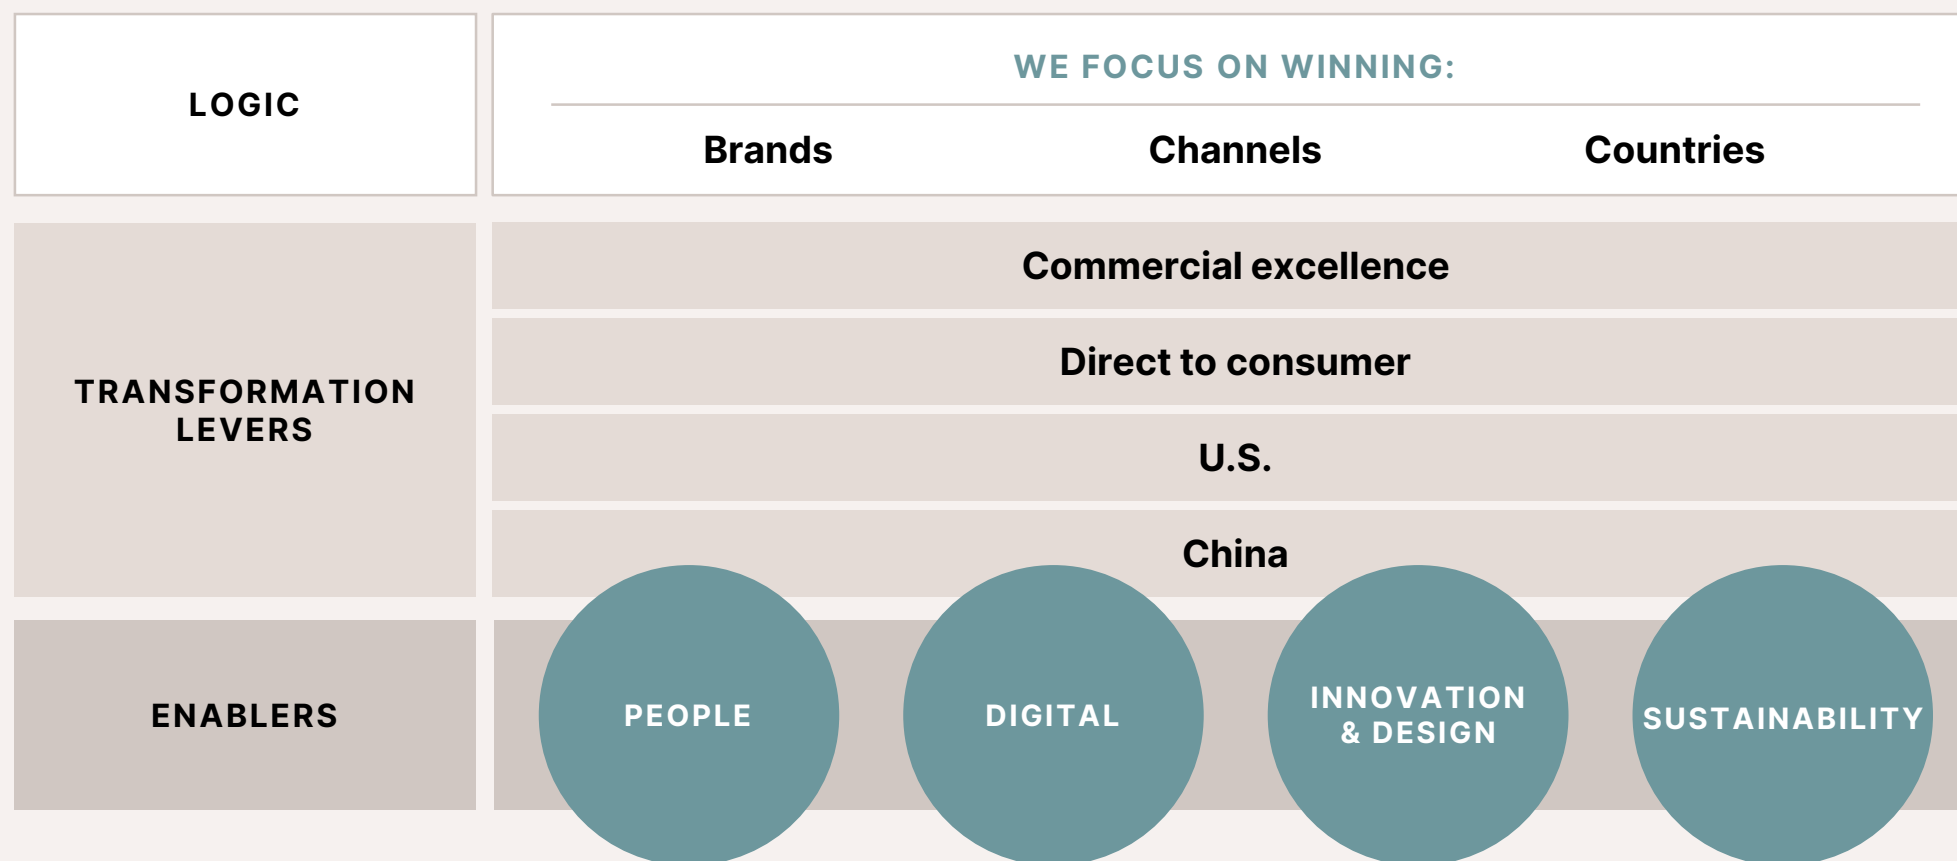 LOGIC
WE FOCUS ON WINNING:
Brands Channels Countries
TRANSFORMATION
LEVERS
Commercial excellence
Direct to consumer
U.S.
China
ENABLERS
PEOPLE
DIGITAL
INNOVATION
& DESIGN
SUSTAINABILITY